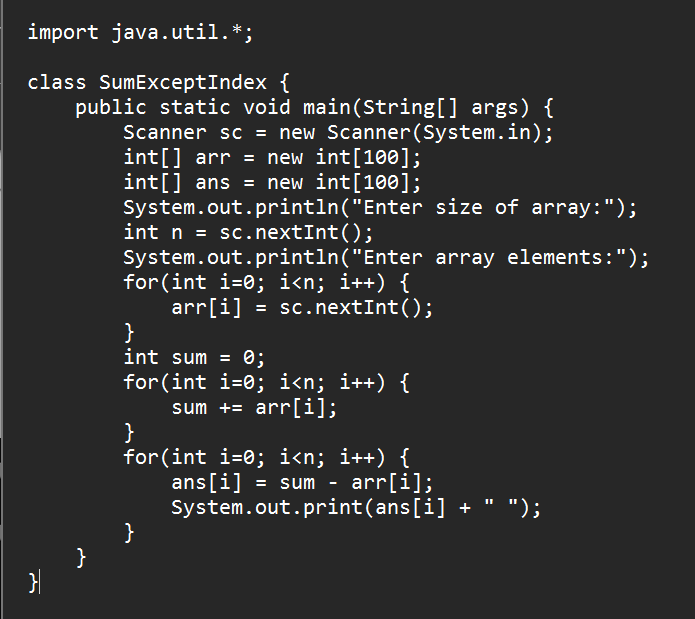 import java.util.*;

class SumExceptIndex {
    public static void main(String[] args) {
        Scanner sc = new Scanner(System.in);
        int[] arr = new int[100];
        int[] ans = new int[100];
        System.out.println("Enter size of array:");
        int n = sc.nextInt();
        System.out.println("Enter array elements:");
        for(int i=0; i<n; i++) {
            arr[i] = sc.nextInt();
        }
        int sum = 0;
        for(int i=0; i<n; i++) {
            sum += arr[i];
        }
        for(int i=0; i<n; i++) {
            ans[i] = sum - arr[i];
            System.out.print(ans[i] + " ");
        }
    }
}